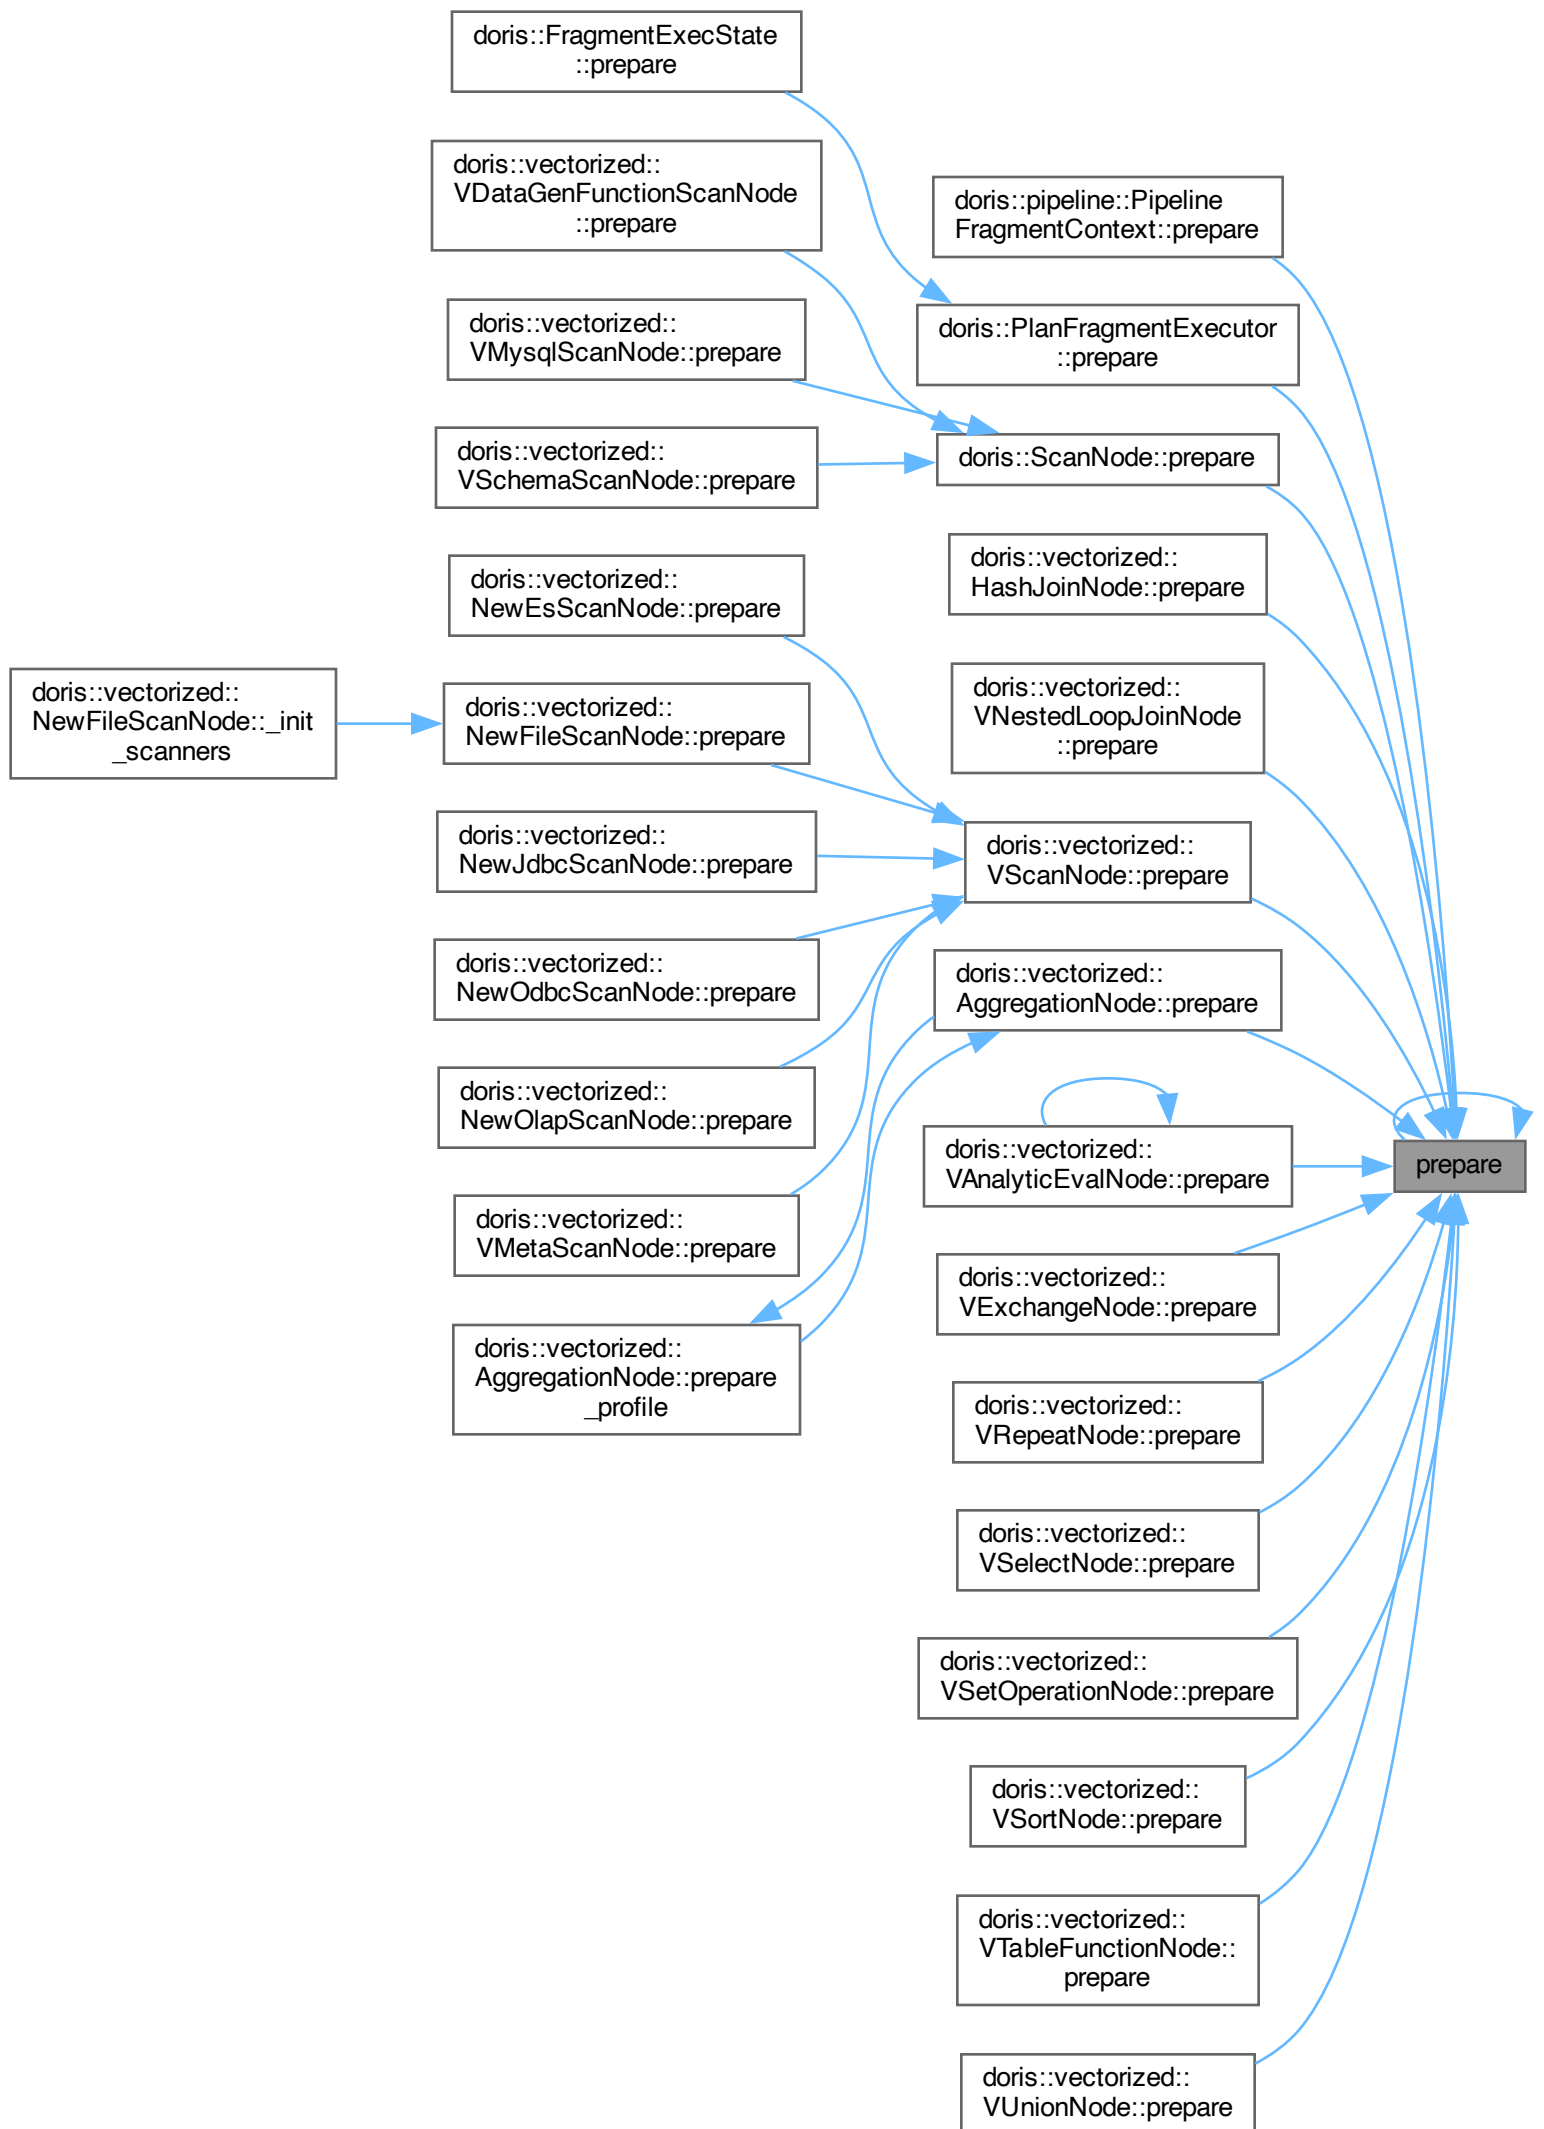 doris::FragmentExecState
::prepare
doris::vectorized::
VDataGenFunctionScanNode
::prepare
doris::vectorized::
VMysqlScanNode::prepare
doris::vectorized::
VSchemaScanNode::prepare
doris::vectorized::
NewEsScanNode::prepare
doris::vectorized::
NewFileScanNode::_init
_scanners
doris::vectorized::
NewFileScanNode::prepare
doris::vectorized::
NewJdbcScanNode::prepare
doris::vectorized::
NewOdbcScanNode::prepare
doris::vectorized::
NewOlapScanNode::prepare
doris::vectorized::
VMetaScanNode::prepare
doris::vectorized::
AggregationNode::prepare
_profile
doris::pipeline::Pipeline
FragmentContext::prepare
doris::PlanFragmentExecutor
::prepare
doris::ScanNode::prepare
doris::vectorized::
HashJoinNode::prepare
doris::vectorized::
VNestedLoopJoinNode
::prepare
doris::vectorized::
VScanNode::prepare
doris::vectorized::
AggregationNode::prepare
doris::vectorized::
VAnalyticEvalNode::prepare
doris::vectorized::
VExchangeNode::prepare
doris::vectorized::
VRepeatNode::prepare
doris::vectorized::
VSelectNode::prepare
doris::vectorized::
VSetOperationNode::prepare
doris::vectorized::
VSortNode::prepare
doris::vectorized::
VTableFunctionNode::
prepare
doris::vectorized::
VUnionNode::prepare
prepare